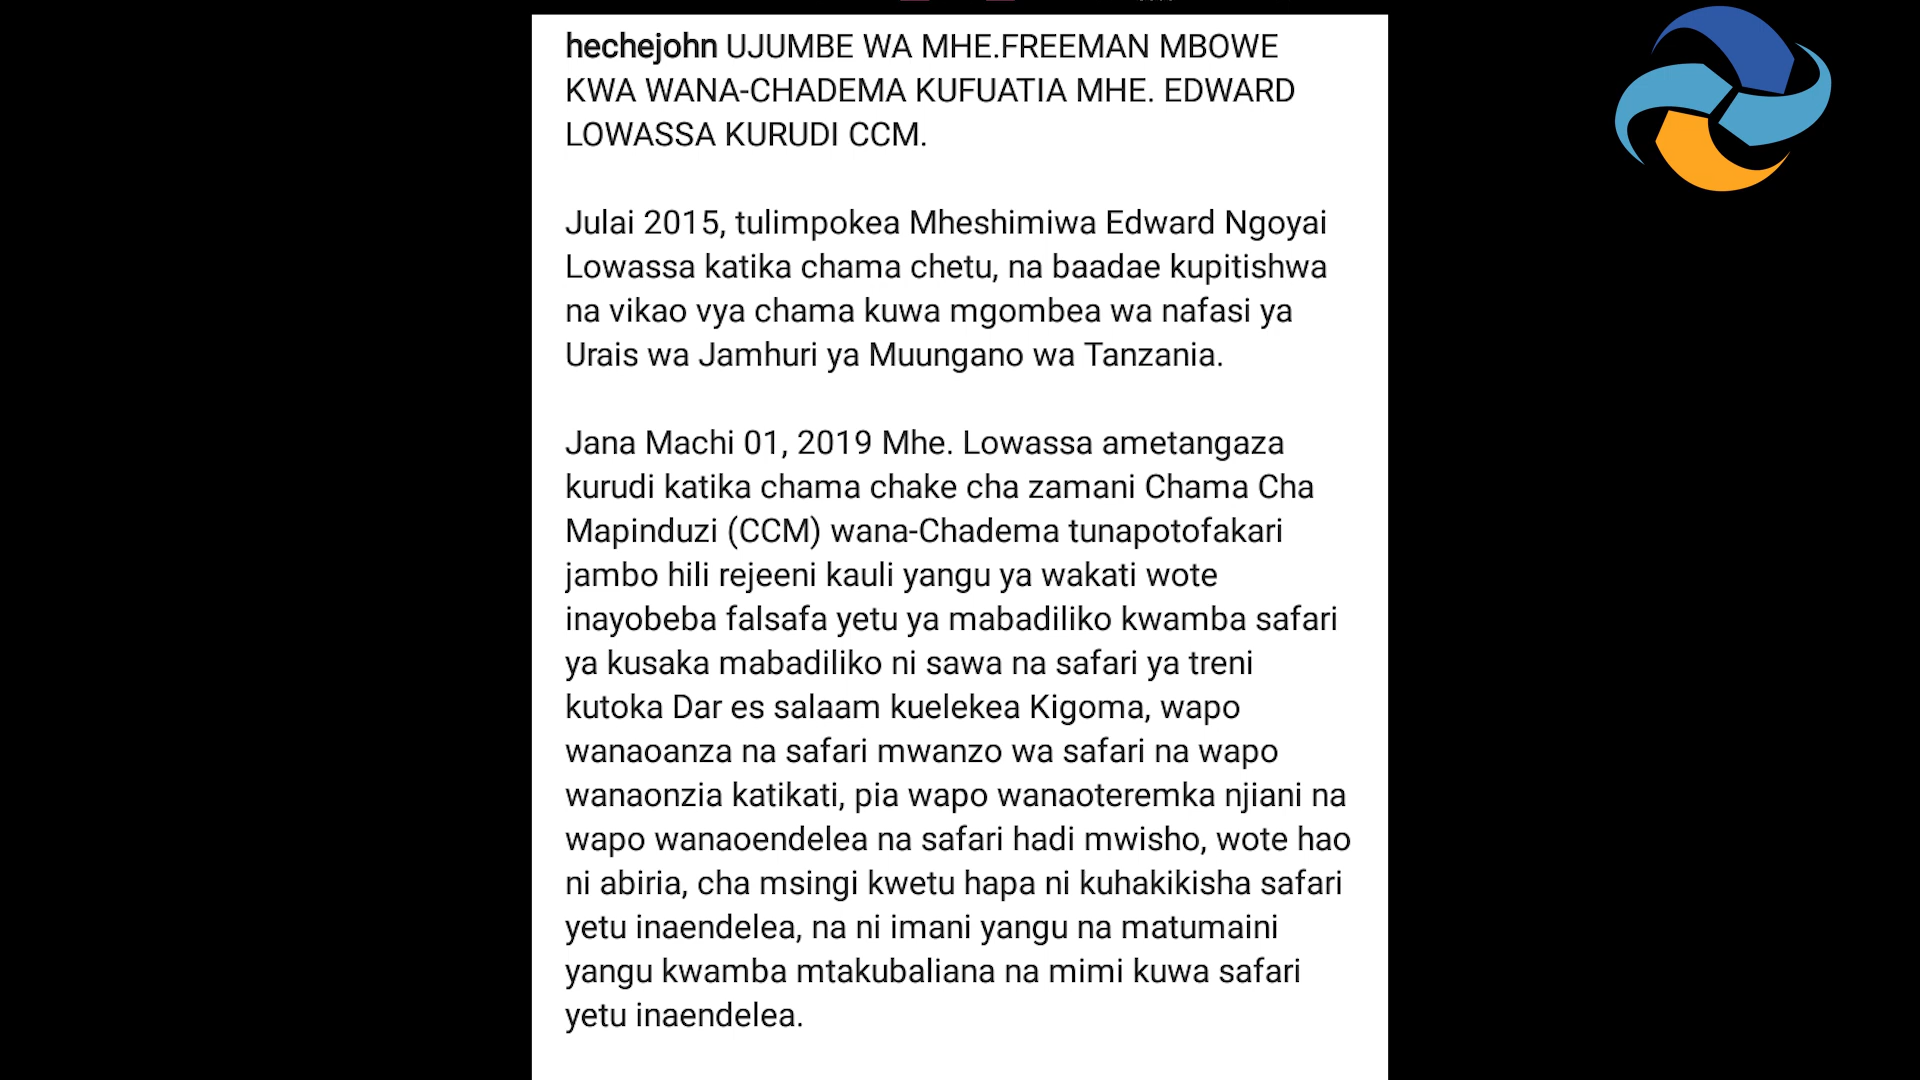 hechejohn UJUMBE WA MHE.FREEMAN MBOWE
KWA WANA-CHADEMA KUFUATIA MHE. EDWARD
LOWASSA KURUDI CCM.
Julai 2015, tulimpokea Mheshimiwa Edward Ngoyai
Lowassa katika chama chetu, na baadae kupitishwa
na vikao vya chama kuwa mgombea wa nafasi ya
Urais wa Jamhuri ya Muungano wa Tanzania.
Jana Machi 01, 2019 Mhe. Lowassa ametangaza
kurudi katika chama chake cha zamani Chama Cha
Mapinduzi (CCM) wana-Chadema tunapotofakari
jambo hili rejeeni kauli yangu ya wakati wote
inayobeba falsafa yetu ya mabadiliko kwamba safari
ya kusaka mabadiliko ni sawa na safari ya treni
kutoka Dar es salaam kuelekea Kigoma, wapo
wanaoanza na safari mwanzo wa safari na wapo
wanaonzia katikati, pia wapo wanaoteremka njiani na
wapo wanaoendelea na safari hadi mwisho, wote hao
ni abiria, cha msingi kwetu hapa ni kuhakikisha safari
yetu inaendelea, na ni imani yangu na matumaini
yangu kwamba mtakubaliana na mimi kuwa safari
yetu inaendelea.